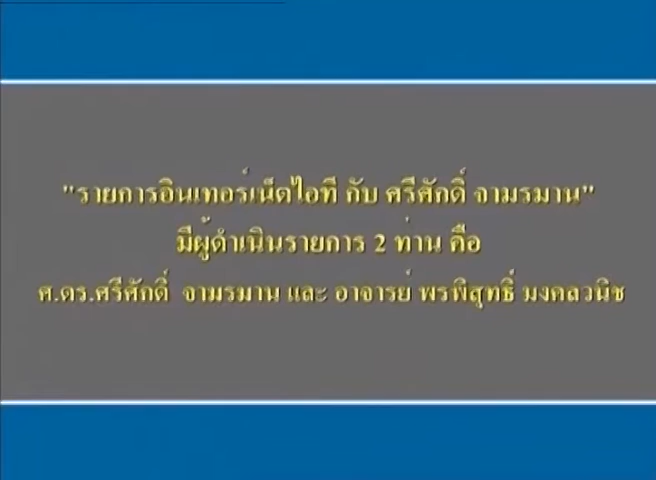 "รายการอินเทอร์เน็ตไอที กับ ศรีศักดิ์ จามรมาน"
มีผู้ดำเนินรายการ 2 ท่าน คือ
ศ.ดร.ศรีศักดิ์ จามรมาน และ อาจารย์ พรพิสุทธิ์ มงคลวนิช